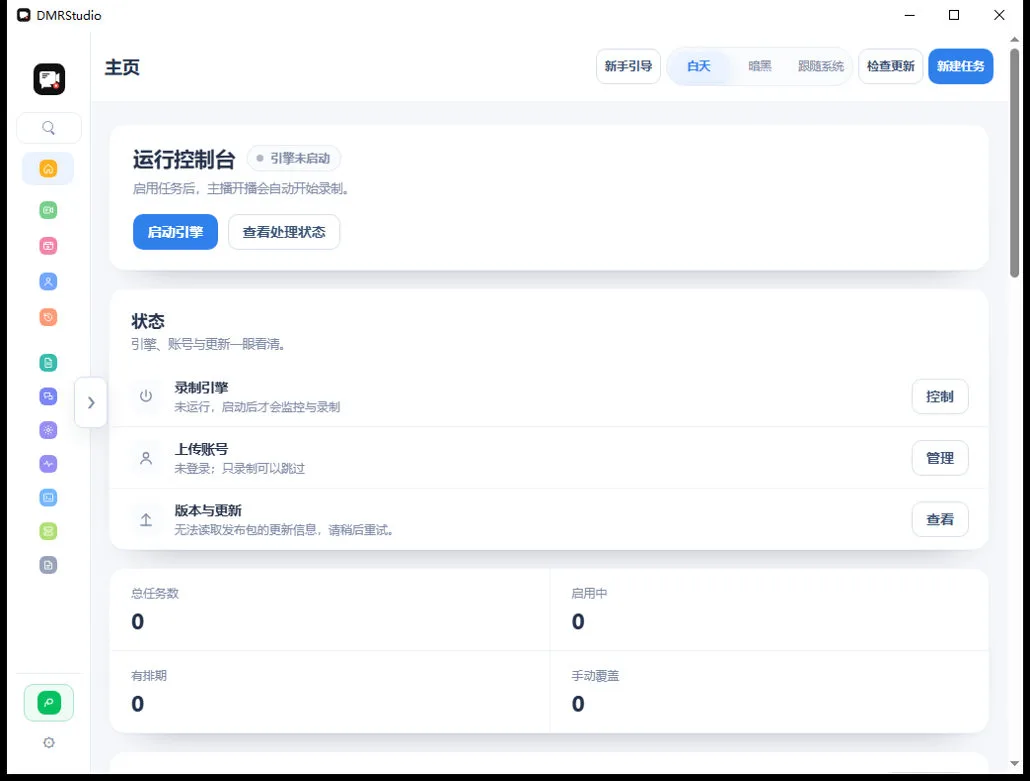 DMRStudio
主页
新手引导
白天
暗黑
跟随系统
检查更新
新建任务
运行控制台
引擎未启动
启用任务后，主播开播会自动开始录制。
启动引擎
查看处理状态
状态
引擎、账号与更新一眼看清。
录制引擎
未运行，启动后才会监控与录制
控制
上传账号
未登录；只录制可以跳过
管理
版本与更新
无法读取发布包的更新信息，请稍后重试。
查看
总任务数
0
启用中
0
有排期
0
手动覆盖
0